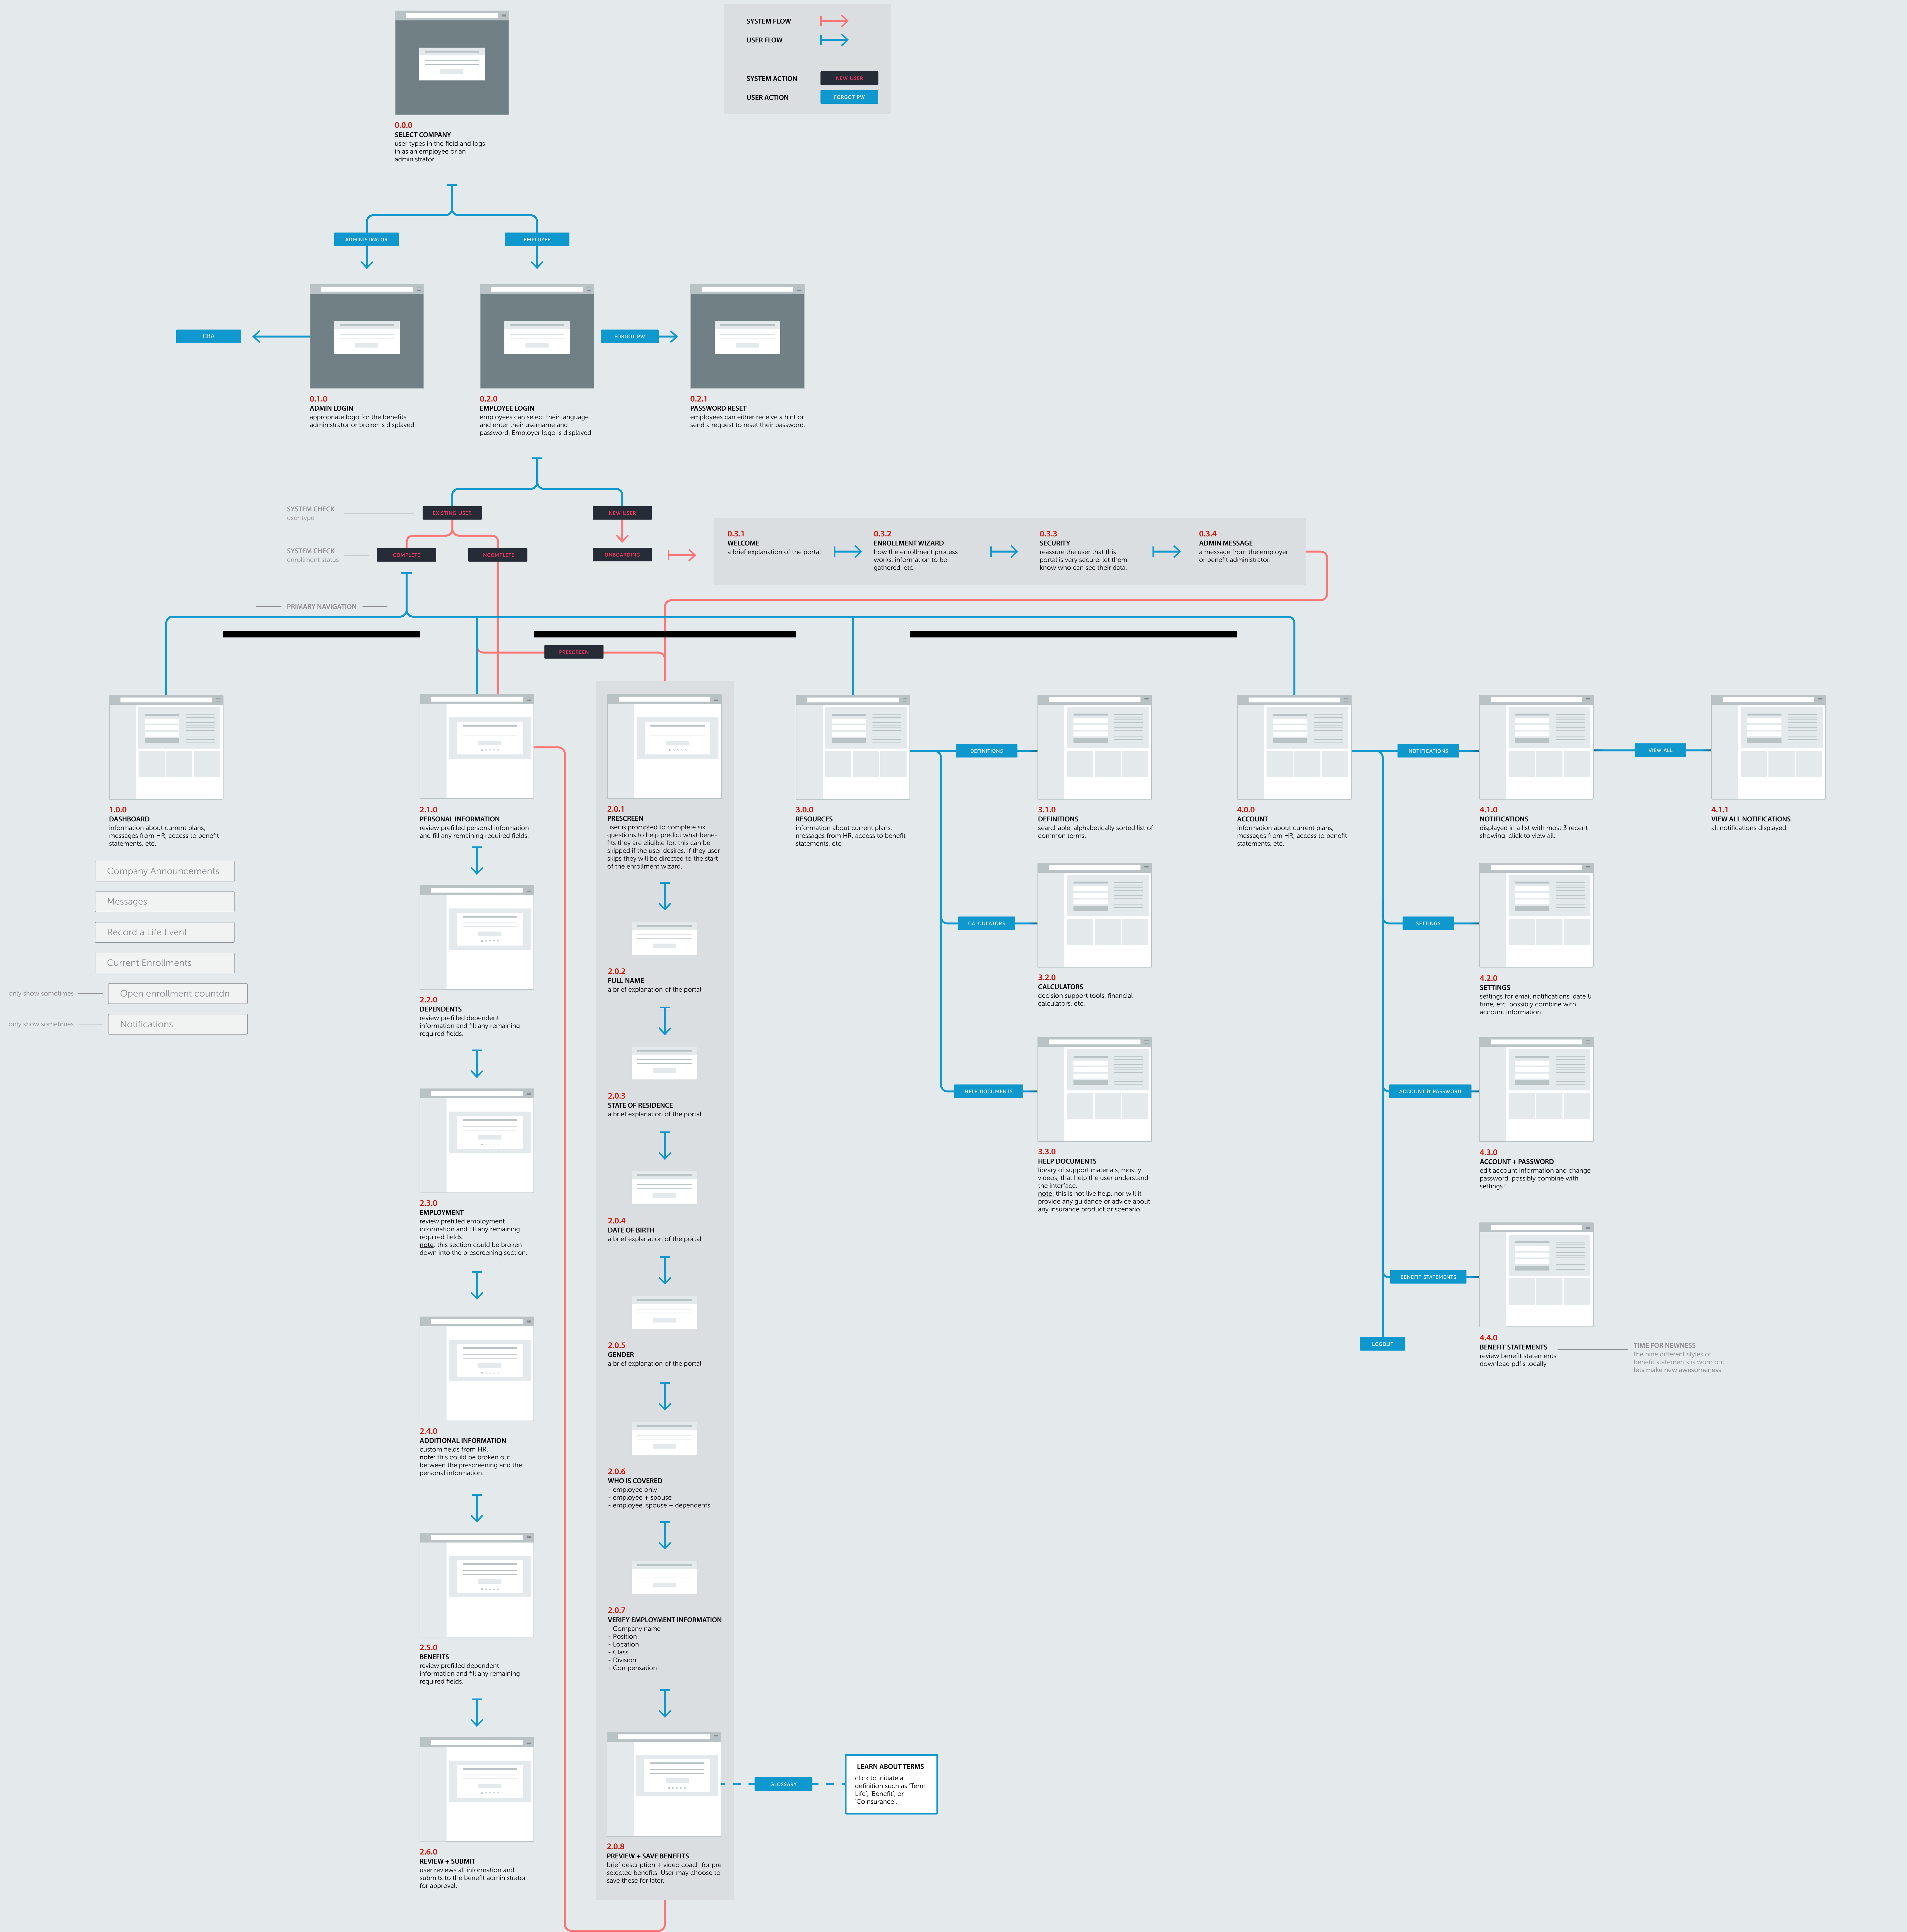 SYSTEM FLOW
USER FLOW
SYSTEM ACTION
NEW USER
USER ACTION
FORGOT PW
0.0.0
SELECT COMPANY
user types in the field and logs
in as an employee or an
administrator
ADMINISTRATOR
EMPLOYEE
CBA
FORGOT PW
0.1.0
ADMIN LOGIN
appropriate logo for the benefits
administrator or broker is displayed.
0.2.0
EMPLOYEE LOGIN
employees can select their language
and enter their username and
password. Employer logo is displayed
0.2.1
PASSWORD RESET
employees can either receive a hint or
send a request to reset their password.
SYSTEM CHECK
user type
EXISTING USER
NEW USER
SYSTEM CHECK
enrollment status
COMPLETE
INCOMPLETE
ONBOARDING
0.3.1
WELCOME
a brief explanation of the portal
0.3.2
ENROLLMENT WIZARD
how the enrollment process
works, information to be
gathered, etc.
0.3.3
SECURITY
reassure the user that this
portal is very secure. let them
know who can see their data.
0.3.4
ADMIN MESSAGE
a message from the employer
or benefit administrator.
PRIMARY NAVIGATION
PRESCREEN
1.0.0
DASHBOARD
information about current plans,
messages from HR, access to benefit
statements, etc.
Company Announcements
Messages
Record a Life Event
Current Enrollments
only show sometimes
Open enrollment countdn
only show sometimes
Notifications
2.1.0
PERSONAL INFORMATION
review prefilled personal information
and fill any remaining required fields.
2.2.0
DEPENDENTS
review prefilled dependent
information and fill any remaining
required fields.
2.3.0
EMPLOYMENT
review prefilled employment
information and fill any remaining
required fields.
note: this section could be broken
down into the prescreening section.
2.4.0
ADDITIONAL INFORMATION
custom fields from HR.
note: this could be broken out
between the prescreening and the
personal information.
2.5.0
BENEFITS
review prefilled dependent
information and fill any remaining
required fields.
2.6.0
REVIEW + SUBMIT
user reviews all information and
submits to the benefit administrator
for approval.
2.0.1
PRESCREEN
user is prompted to complete six
questions to help predict what bene-
fits they are eligible for. this can be
skipped if the user desires. if they user
skips they will be directed to the start
of the enrollment wizard.
2.0.2
FULL NAME
a brief explanation of the portal
2.0.3
STATE OF RESIDENCE
a brief explanation of the portal
2.0.4
DATE OF BIRTH
a brief explanation of the portal
2.0.5
GENDER
a brief explanation of the portal
2.0.6
WHO IS COVERED
- employee only
- employee + spouse
- employee, spouse + dependents
2.0.7
VERIFY EMPLOYMENT INFORMATION
- Company name
- Position
- Location
- Class
- Division
- Compensation
2.0.8
PREVIEW + SAVE BENEFITS
brief description + video coach for pre
selected benefits. User may choose to
save these for later.
GLOSSARY
LEARN ABOUT TERMS
click to initiate a
definition such as 'Term
Life', 'Benefit', or
'Coinsurance'.
3.0.0
RESOURCES
information about current plans,
messages from HR, access to benefit
statements, etc.
DEFINITIONS
3.1.0
DEFINITIONS
searchable, alphabetically sorted list of
common terms.
CALCULATORS
3.2.0
CALCULATORS
decision support tools, financial
calculators, etc.
HELP DOCUMENTS
3.3.0
HELP DOCUMENTS
library of support materials, mostly
videos, that help the user understand
the interface.
note: this is not live help, nor will it
provide any guidance or advice about
any insurance product or scenario.
4.0.0
ACCOUNT
information about current plans,
messages from HR, access to benefit
statements, etc.
NOTIFICATIONS
4.1.0
NOTIFICATIONS
displayed in a list with most 3 recent
showing. click to view all.
VIEW ALL
4.1.1
VIEW ALL NOTIFICATIONS
all notifications displayed.
SETTINGS
4.2.0
SETTINGS
settings for email notifications, date &
time, etc. possibly combine with
account information.
ACCOUNT & PASSWORD
4.3.0
ACCOUNT + PASSWORD
edit account information and change
password. possibly combine with
settings?
BENEFIT STATEMENTS
4.4.0
BENEFIT STATEMENTS
review benefit statements
download pdf's locally
LOGOUT
TIME FOR NEWNESS
the nine different styles of
benefit statements is worn out.
lets make new awesomeness.